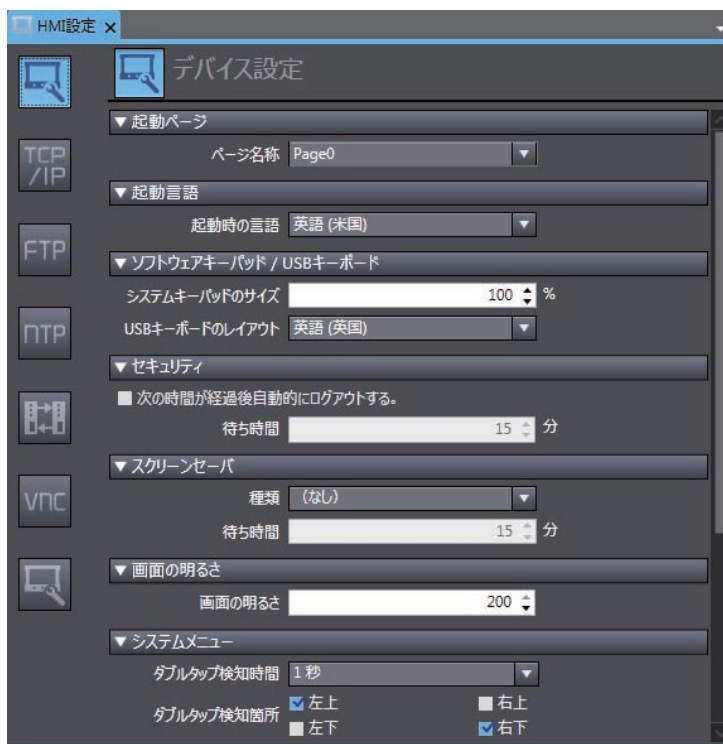 HMI設定 ×
デバイス設定
▼起動ページ
ページ名称 Page0
TCP
/IP
▼起動言語
起動時の言語 英語 (米国)
FTP
▼ソフトウェアキーパッド / USBキーボード
システムキーパッドのサイズ 100 %
USBキーボードのレイアウト 英語 (英国)
NTP
▼セキュリティ
次の時間が経過後自動的にログアウトする。
待ち時間 15 分
▼スクリーンセーバ
種類 (なし)
VNC
待ち時間 15 分
▼画面の明るさ
画面の明るさ 200
▼システムメニュー
ダブルタップ検知時間 1 秒
ダブルタップ検知箇所 左上 右上
左下 右下